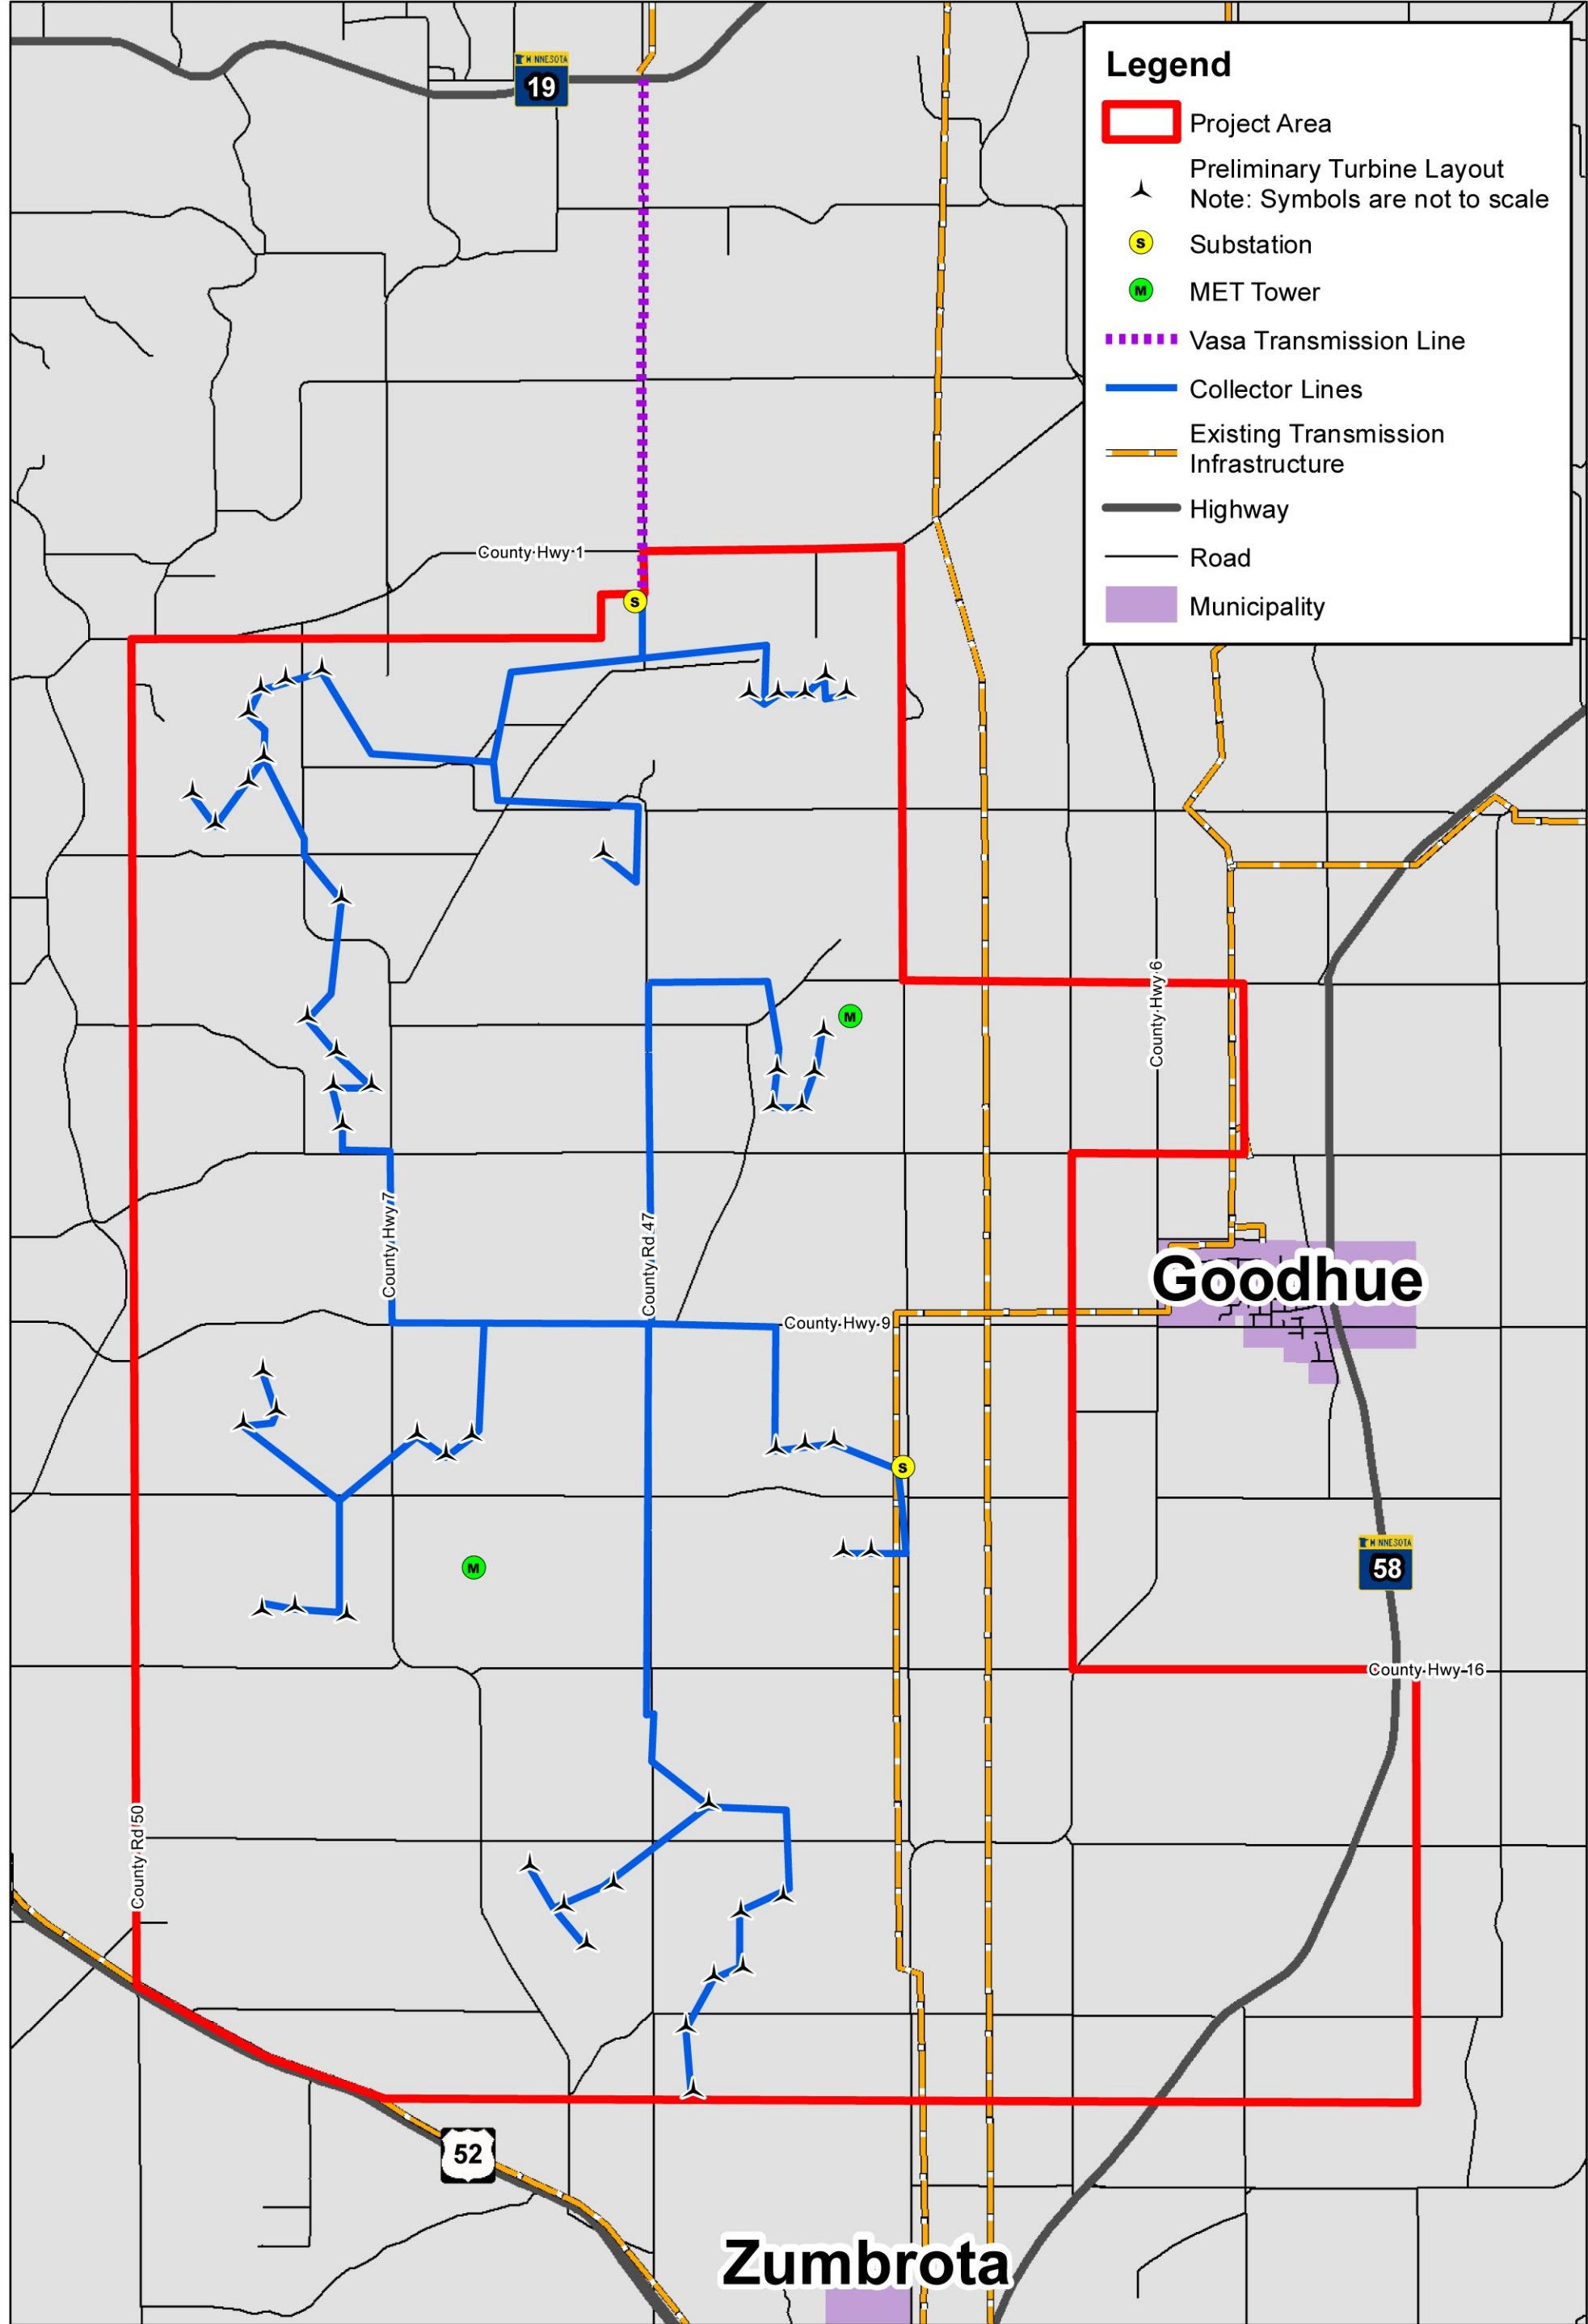 MINNESOTA
19
Legend
Project Area
Preliminary Turbine Layout
Note: Symbols are not to scale
S
Substation
M
MET Tower
Vasa Transmission Line
Collector Lines
Existing Transmission
Infrastructure
Highway
Road
Municipality
County Hwy 1
S
County Hwy 6
M
County Hwy 7
County Rd 47
Goodhue
County Hwy 9
S
MINNESOTA
58
M
County Hwy 16
County Rd 50
52
Zumbrota